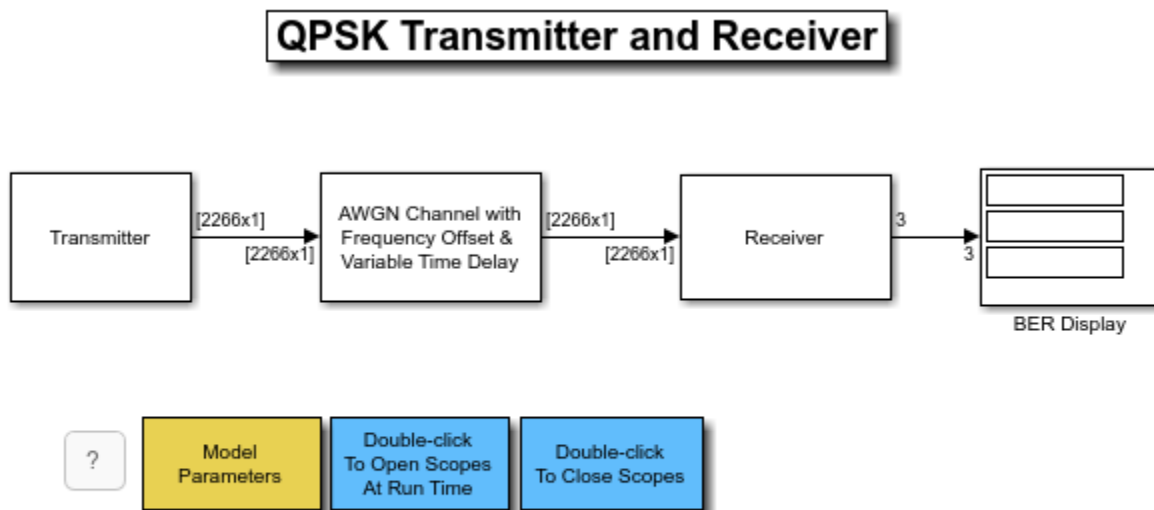 QPSK Transmitter and Receiver
Transmitter
[2266x1]
[2266x1]
AWGN Channel with
Frequency Offset &
Variable Time Delay
[2266x1]
[2266x1]
Receiver
3
3
BER Display
?
Model
Parameters
Double-click
To Open Scopes
At Run Time
Double-click
To Close Scopes